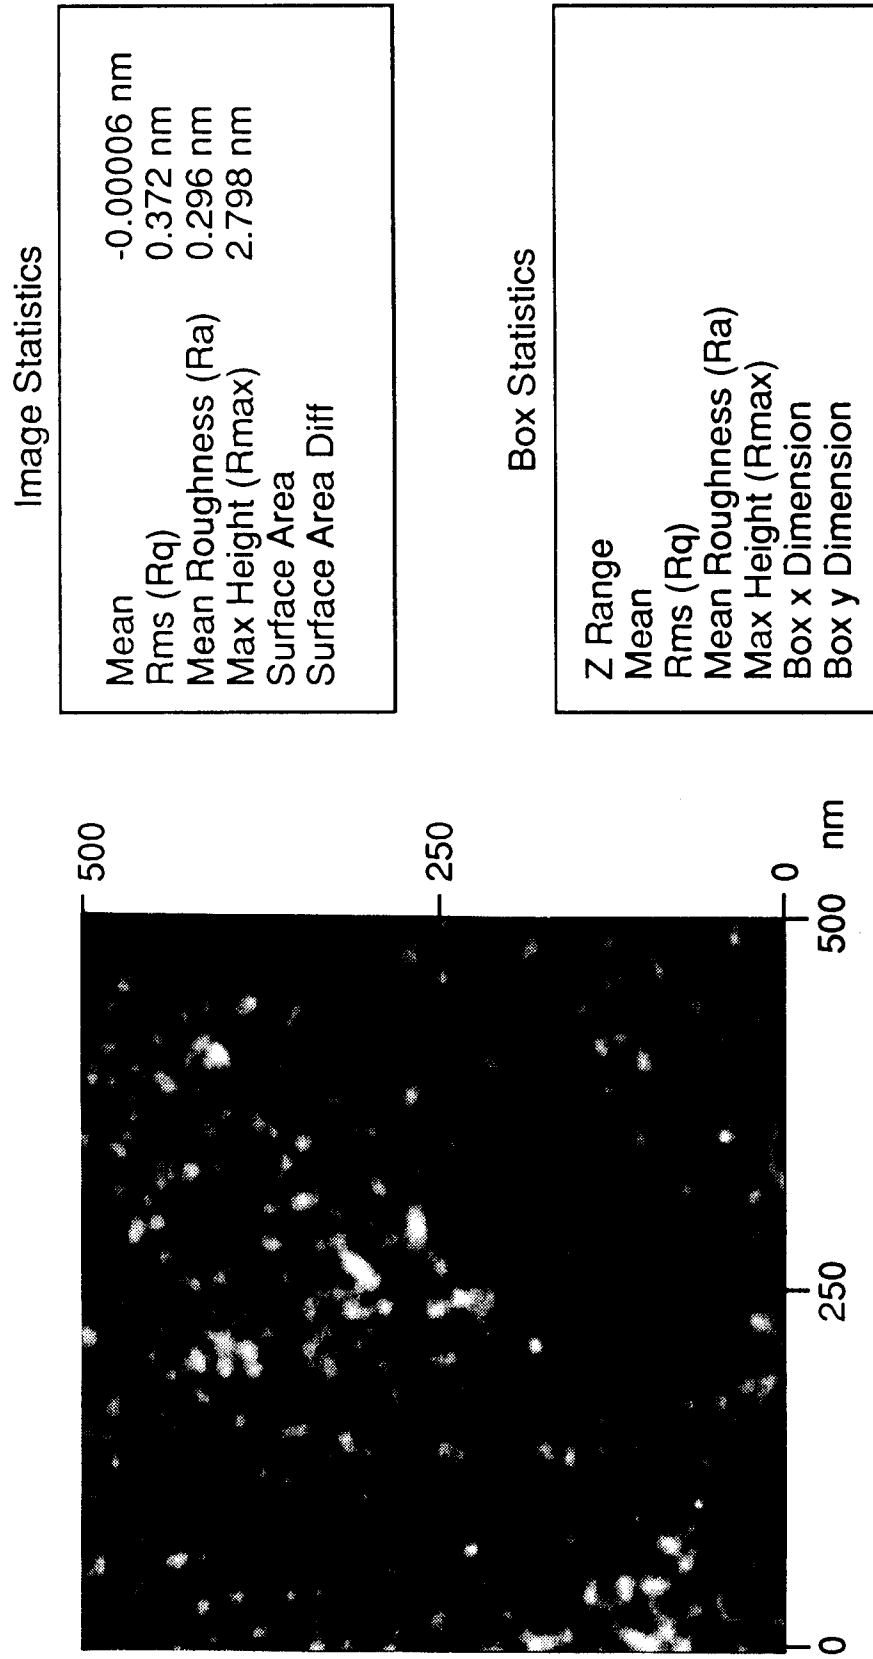 Image Statistics
Mean -0.00006 nm
Rms (Rq) 0.372 nm
Mean Roughness (Ra) 0.296 nm
Max Height (Rmax) 2.798 nm
Surface Area
Surface Area Diff
Box Statistics
Z Range
Mean
Rms (Rq)
Mean Roughness (Ra)
Max Height (Rmax)
Box x Dimension
Box y Dimension
500
250
0
0 250 500 nm